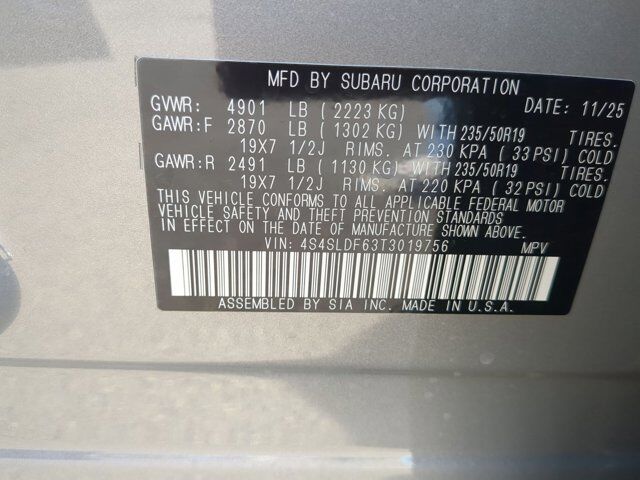 MFD BY SUBARU CORPORATION
GVWR: 4901 LB ( 2223 KG) DATE: 11/25
GAWR:F 2870 LB ( 1302 KG) WITH 235/50R19 TIRES.
19X7 1/2J RIMS. AT 230 KPA ( 33 PSI) COLD
GAWR:R 2491 LB ( 1130 KG) WITH 235/50R19 TIRES.
19X7 1/2J RIMS. AT 220 KPA ( 32 PSI) COLD
THIS VEHICLE CONFORMS TO ALL APPLICABLE FEDERAL MOTOR
VEHICLE SAFETY AND THEFT PREVENTION STANDARDS
IN EFFECT ON THE DATE OF MANUFACTURE SHOWN ABOVE.
VIN: 4S4SLDF63T3019756 MPV
ASSEMBLED BY SIA INC. MADE IN U.S.A.